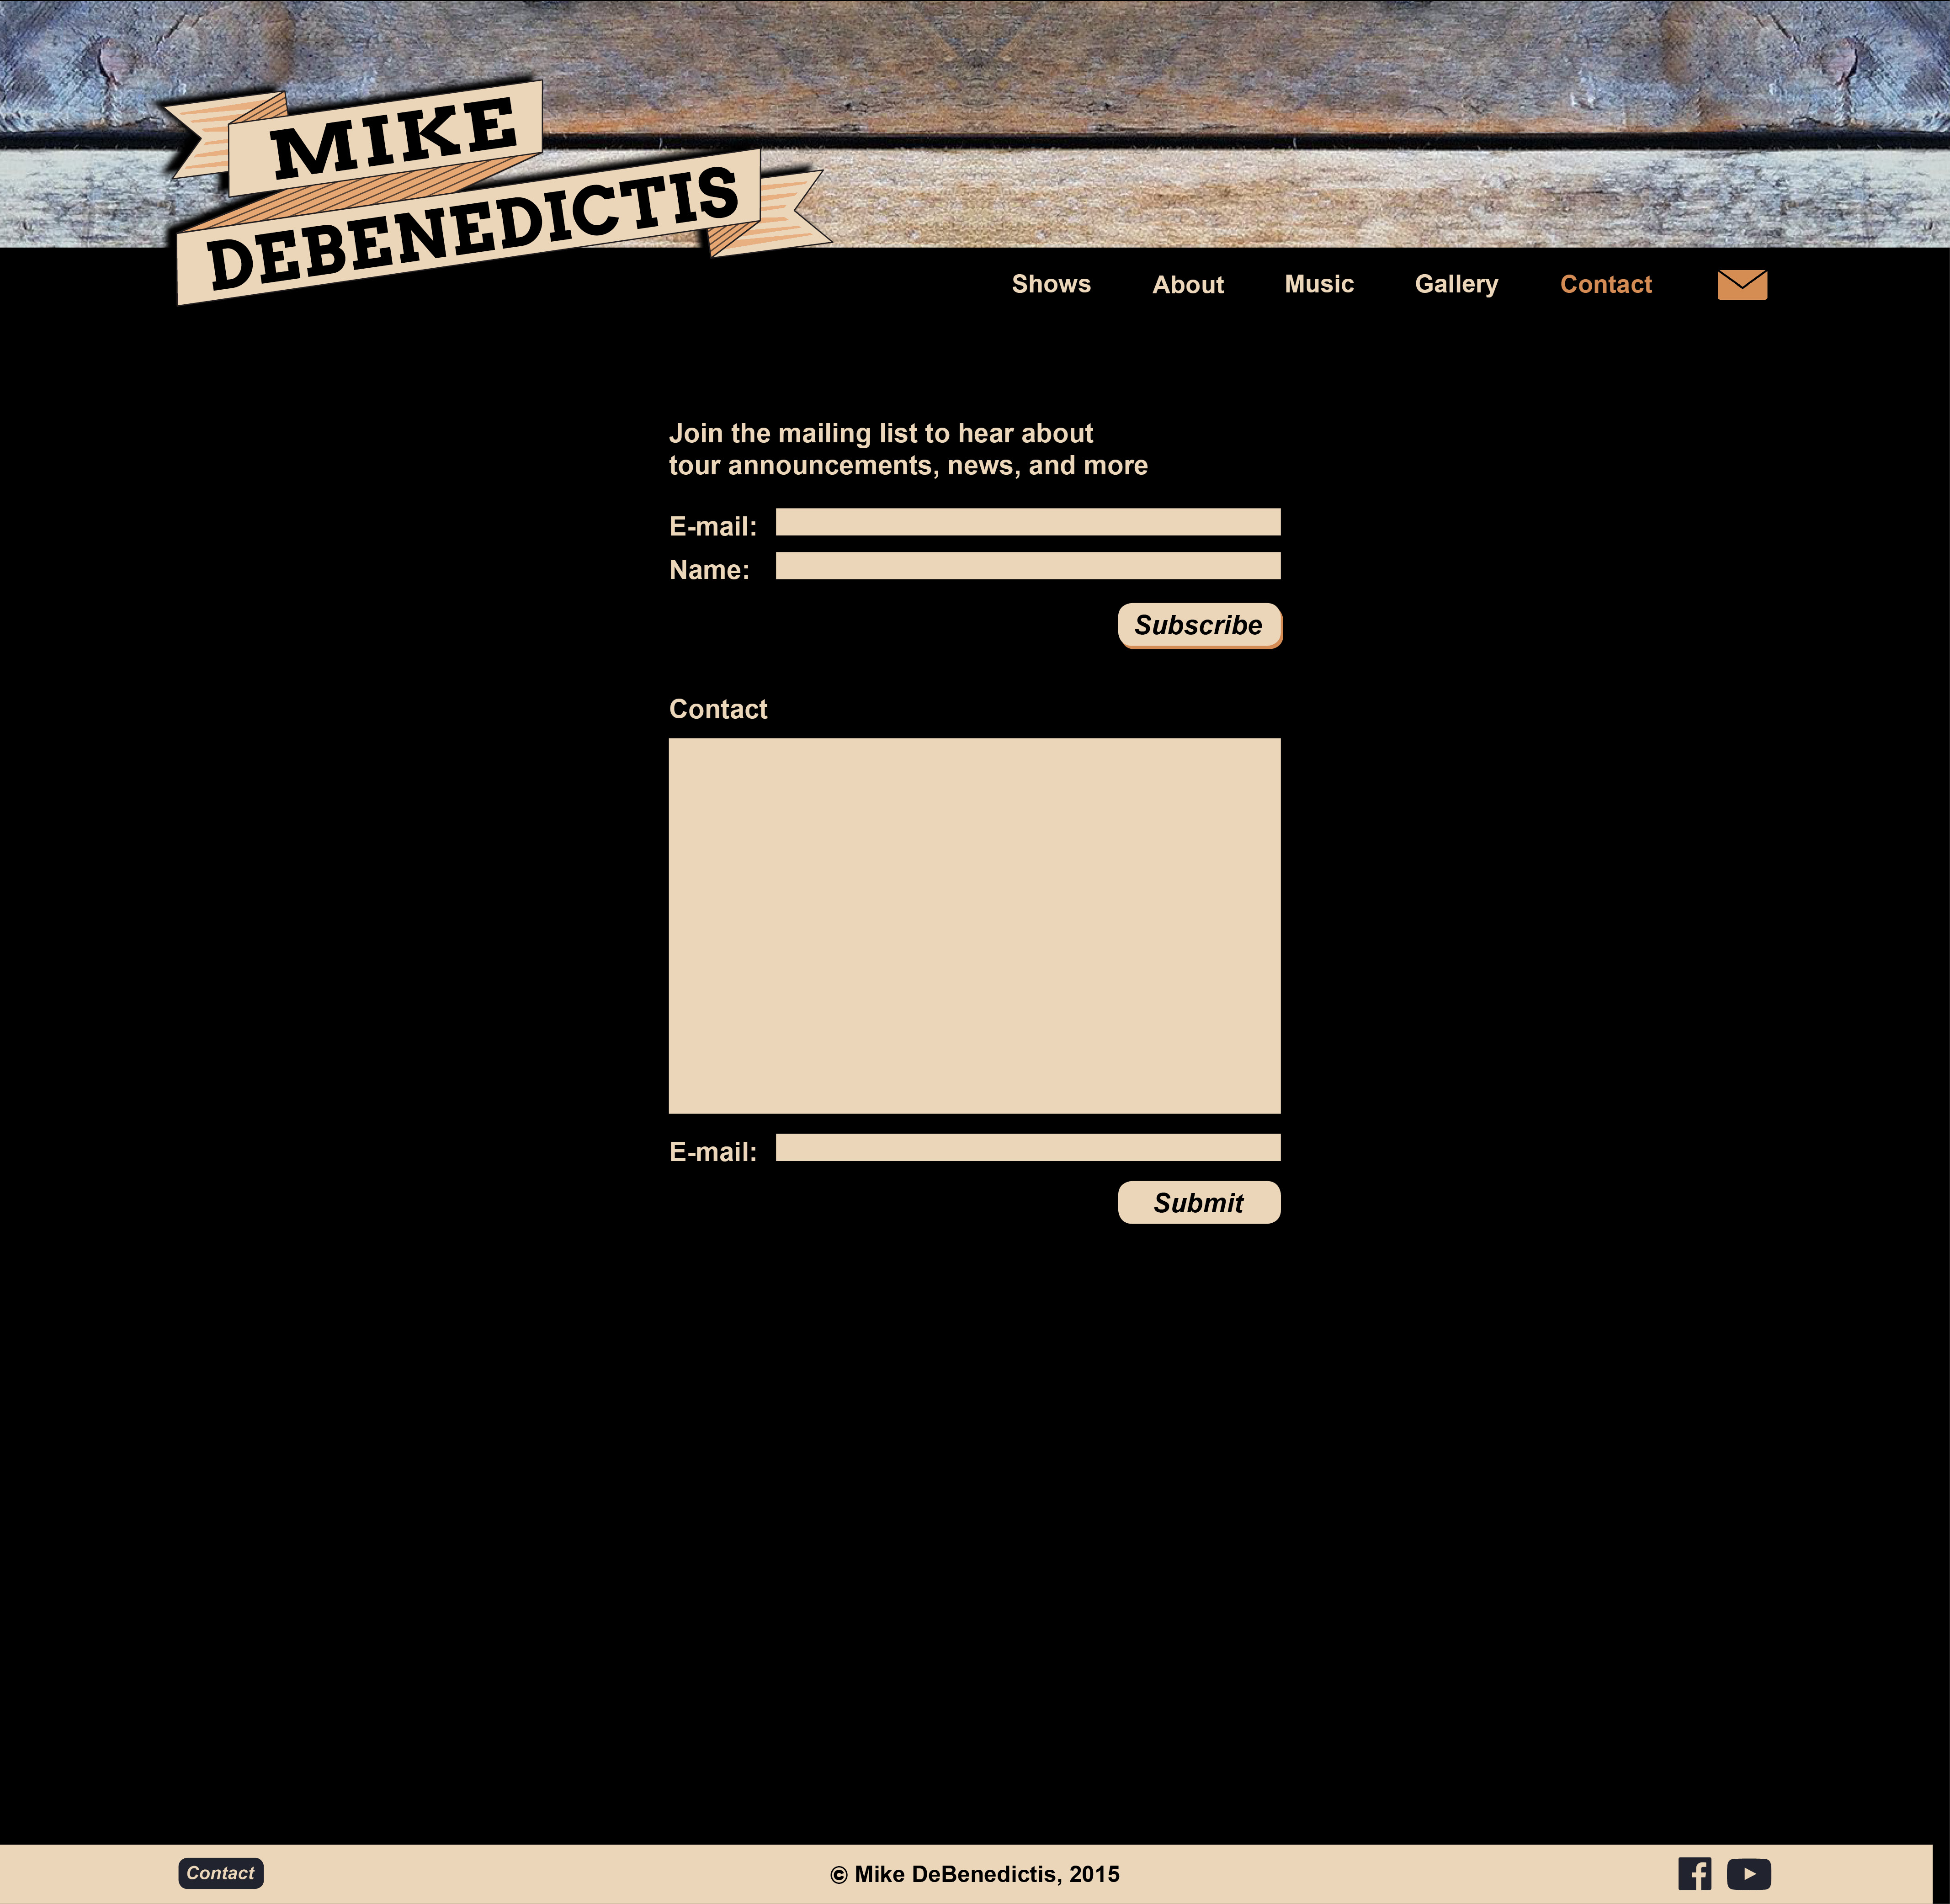 MIKE
DEBENEDICTIS
Shows About Music Gallery Contact
Join the mailing list to hear about
tour announcements, news, and more
E-mail:
Name:
Subscribe
Contact
E-mail:
Submit
Contact © Mike DeBenedictis, 2015